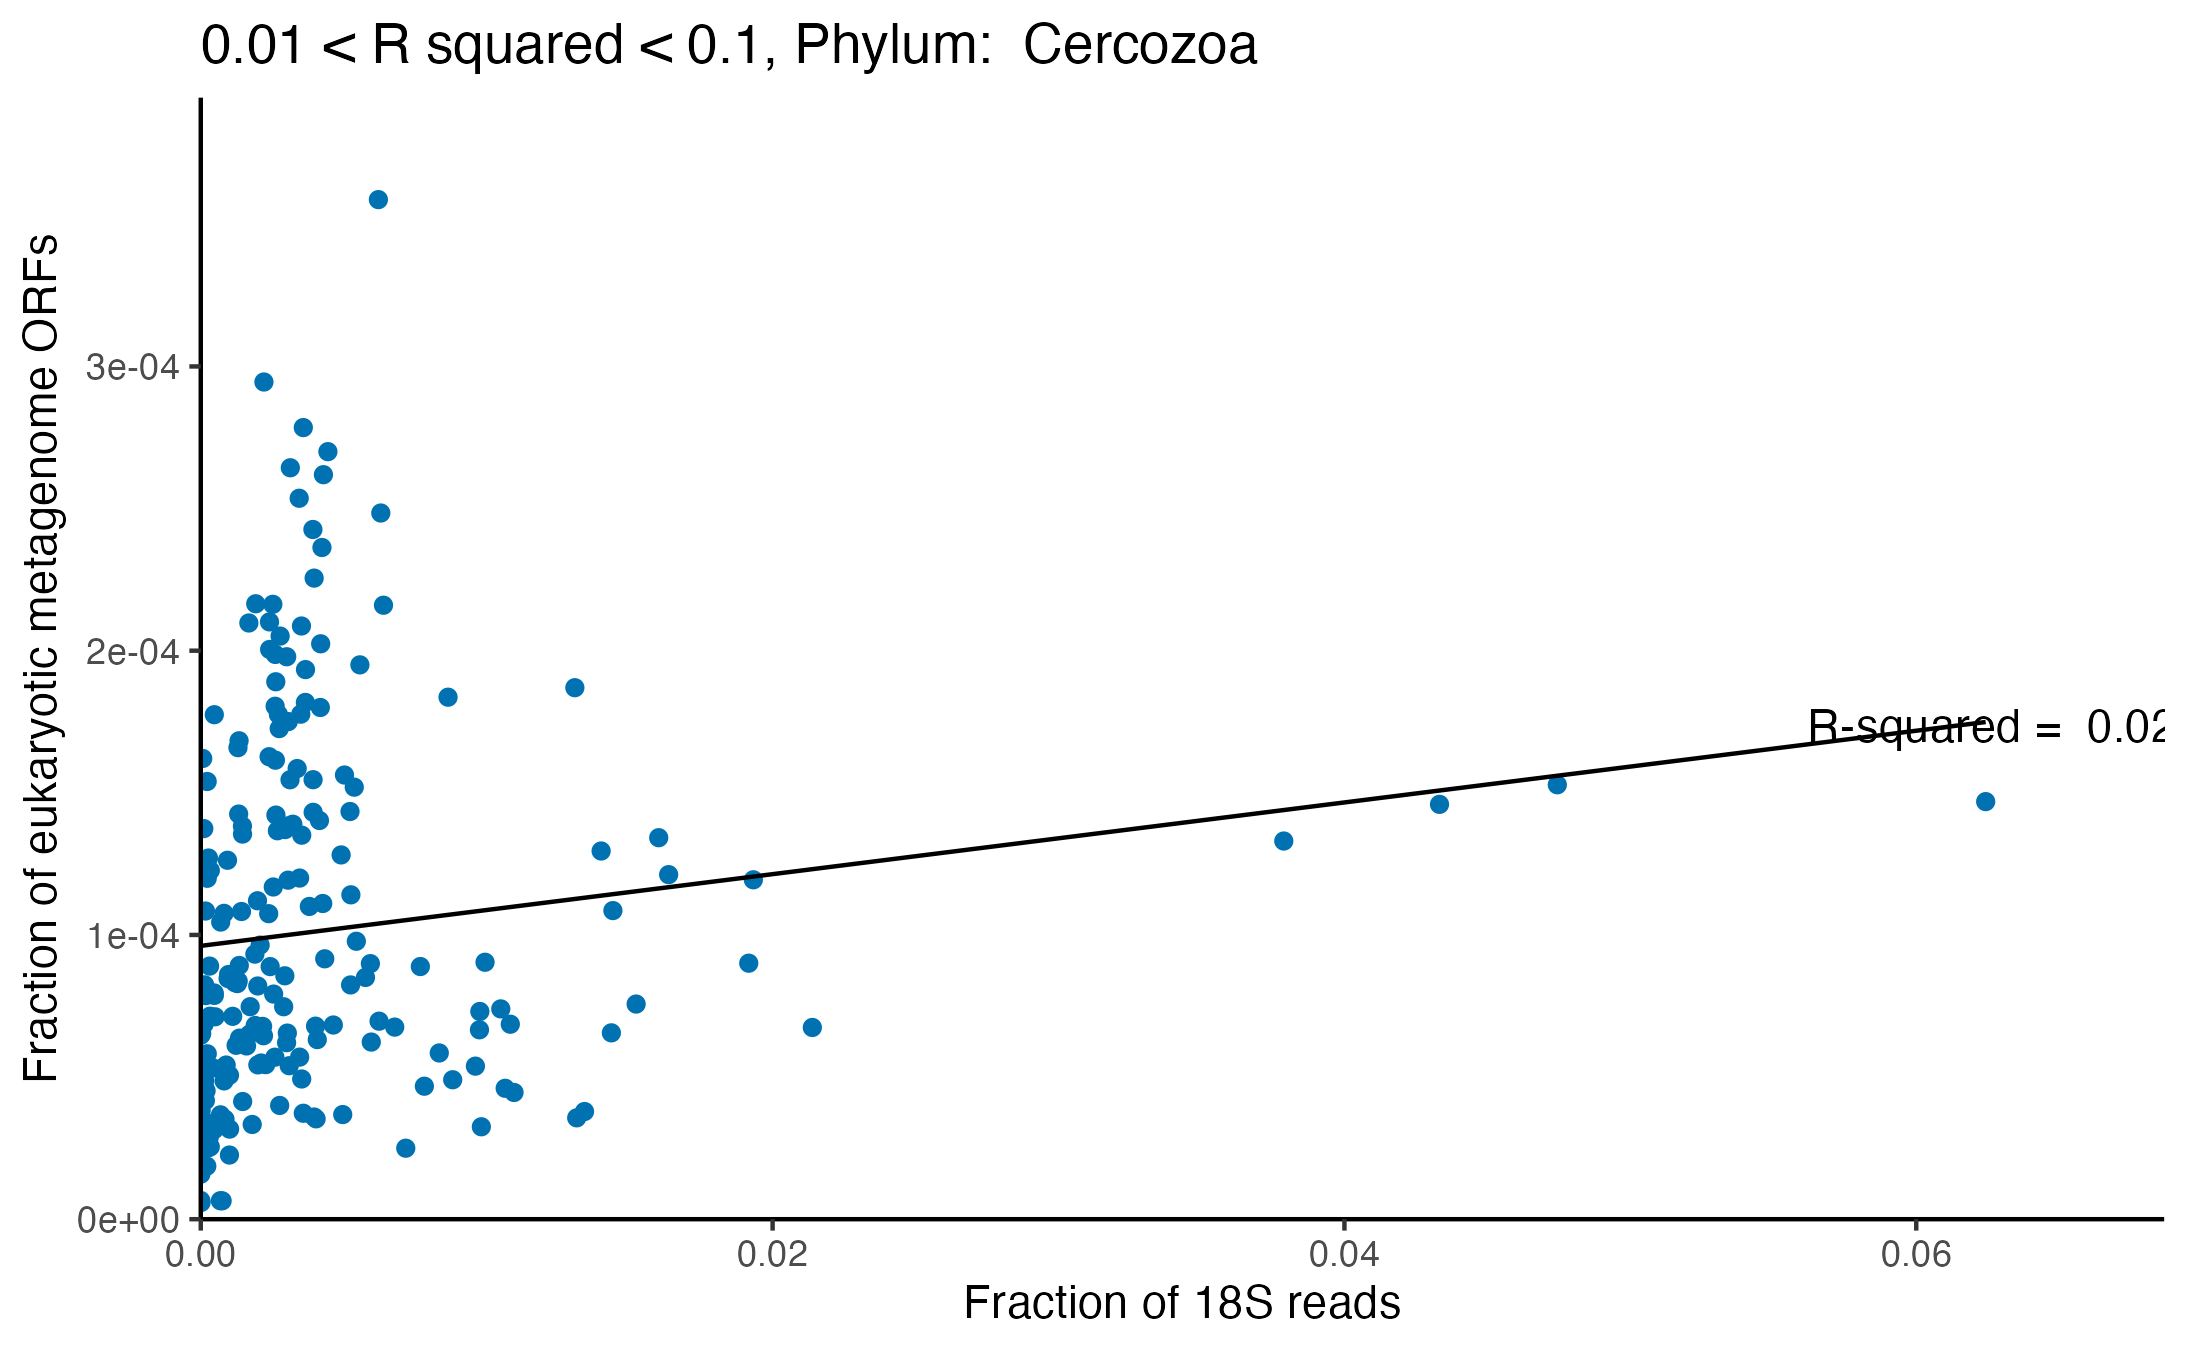 0.01 < R squared < 0.1, Phylum:  Cercozoa
Fraction of eukaryotic metagenome ORFs
3e-04
2e-04
1e-04
0e+00
R-squared =  0.02
0.00
0.02
0.04
0.06
Fraction of 18S reads